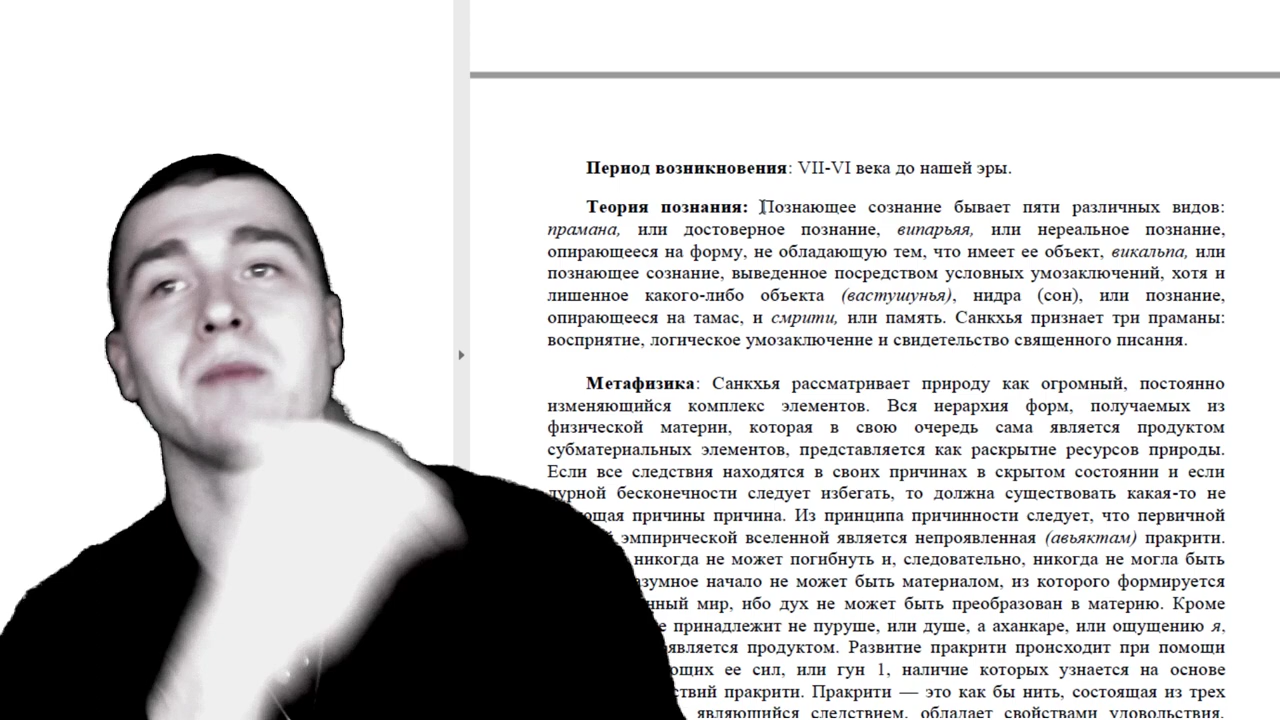 Период возникновения: VII-VI века до нашей эры.
Теория познания: Познающее сознание бывает пяти различных видов:
прамана, или достоверное познание, випарьяя, или нереальное познание,
опирающееся на форму, не обладающую тем, что имеет ее объект, викальпа, или
познающее сознание, выведенное посредством условных умозаключений, хотя и
лишенное какого-либо объекта (вастушунья), нидра (сон), или познание,
опирающееся на тамас, и смрити, или память. Санкхья признает три праманы:
восприятие, логическое умозаключение и свидетельство священного писания.
Метафизика: Санкхья рассматривает природу как огромный, постоянно
изменяющийся комплекс элементов. Вся иерархия форм, получаемых из
физической материи, которая в свою очередь сама является продуктом
субматериальных элементов, представляется как раскрытие ресурсов природы.
Если все следствия находятся в своих причинах в скрытом состоянии и если
дурной бесконечности следует избегать, то должна существовать какая-то не
причины причина. Из принципа причинности следует, что первичной
эмпирической вселенной является непроявленная (авьяктам) пракрити.
никогда не может погибнуть и, следовательно, никогда не могла быть
начало не может быть материалом, из которого формируется
мир, ибо дух не может быть преобразован в материю. Кроме
принадлежит не пуруше, или душе, а аханкаре, или ощущению я,
является продуктом. Развитие пракрити происходит при помощи
ее сил, или гун 1, наличие которых узнается на основе
пракрити. Пракрити — это как бы нить, состоящая из трех
являющийся следствием, обладает свойствами удовольствия,